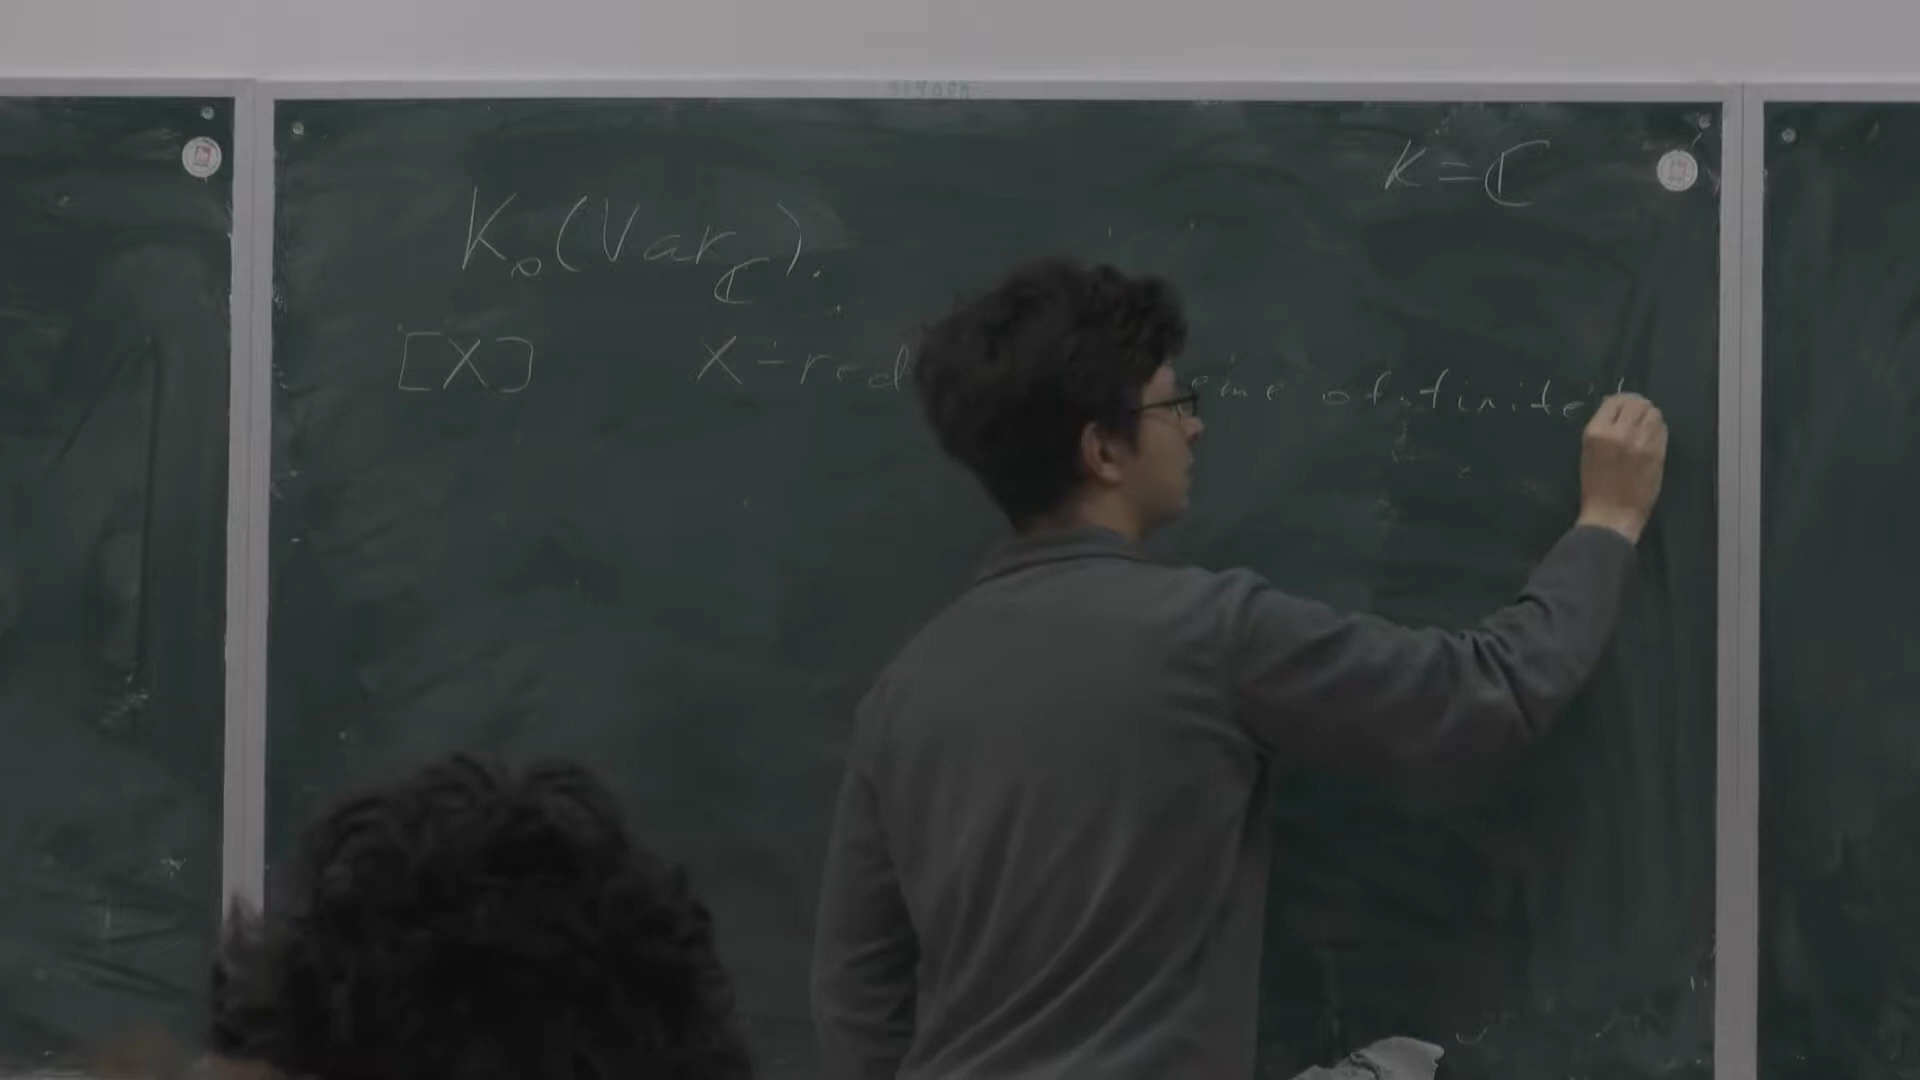 K = ℂ
K₀(Var_ℂ).
[X] X - red eme of finite